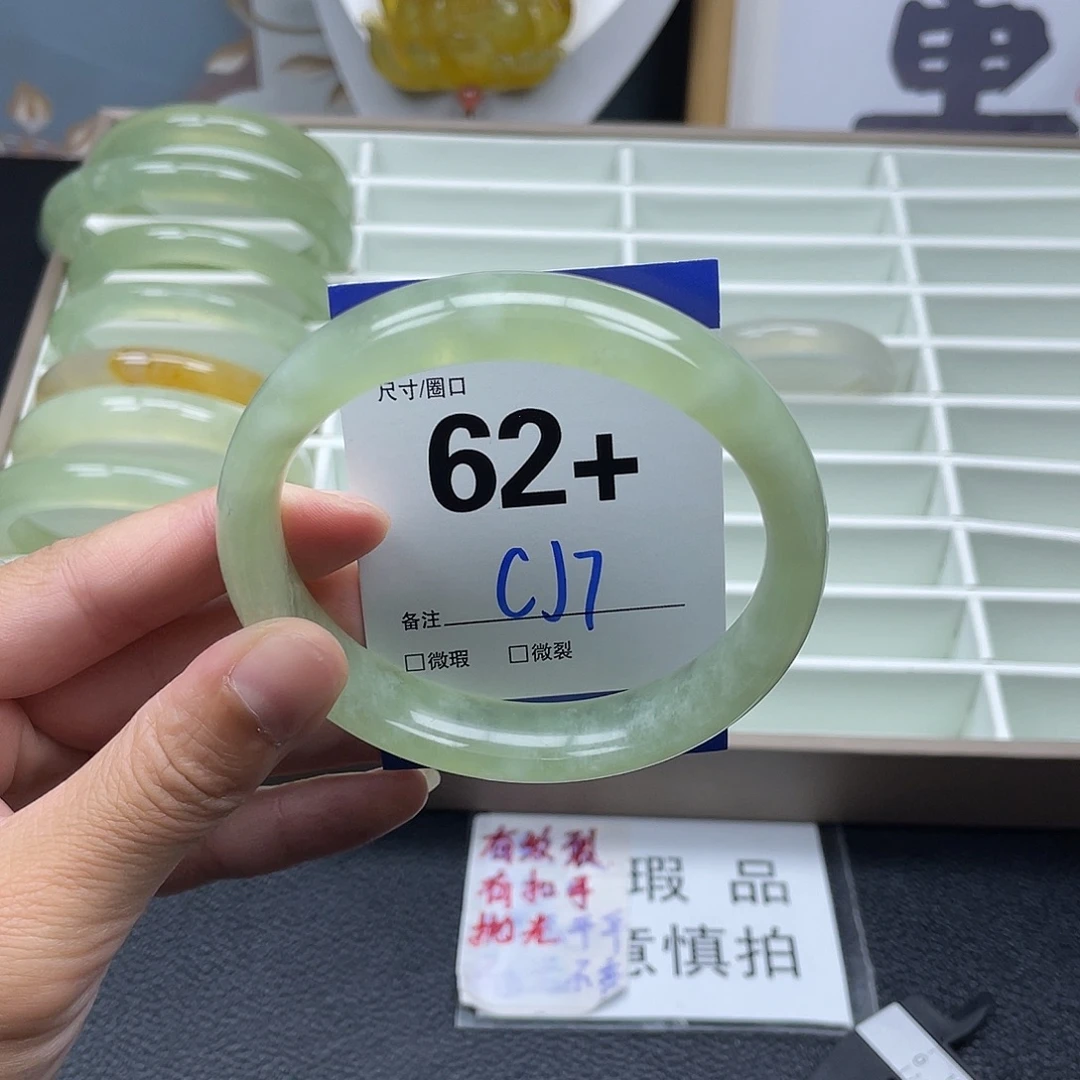 尺寸/圈口
62+
CJ7
备注
□微瑕 □微裂
有纹裂
有扣手
抛光
瑕品
意慎拍